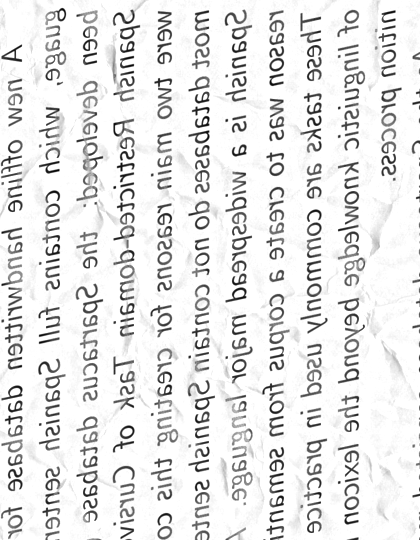 A new offline handwritten database for
guage, which contains full Spanish senten
been developed: the Spartacus database
Spanish Restricted-domain Task of Cursiv
were two main reasons for creating this co
most databases do not contain Spanish sente
Spanish is a widespread major language. A
reason was to create a corpus from semanti
These tasks are commonly used in practice
of linguistic knowledge beyond the lexicon
nition process.